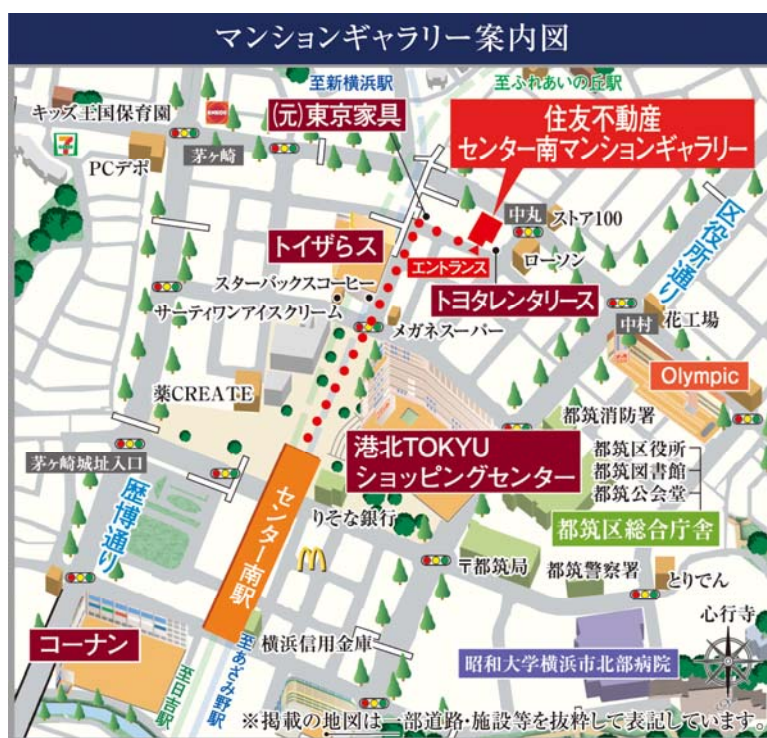 マンションギャラリー案内図
至新横浜駅
至ふれあいの丘駅
キッズ王国保育園
ENEOS
(元)東京家具
住友不動産
センター南マンションギャラリー
7
PCデポ
茅ヶ崎
中丸
ストア100
区役所通り
トイザらス
エントランス
ローソン
スターバックスコーヒー
トヨタレンタリース
サーティワンアイスクリーム
メガネスーパー
中村
花工場
Olympic
薬CREATE
都筑消防署
港北TOKYU
ショッピングセンター
都筑区役所
都筑図書館
都筑公会堂
茅ヶ崎城址入口
歴博通り
センター南駅
りそな銀行
都筑区総合庁舎
〒都筑局
都筑警察署
とりでん
心行寺
コーナン
至日吉駅
至あざみ野駅
横浜信用金庫
昭和大学横浜市北部病院
※掲載の地図は一部道路・施設等を抜粋して表記しています。